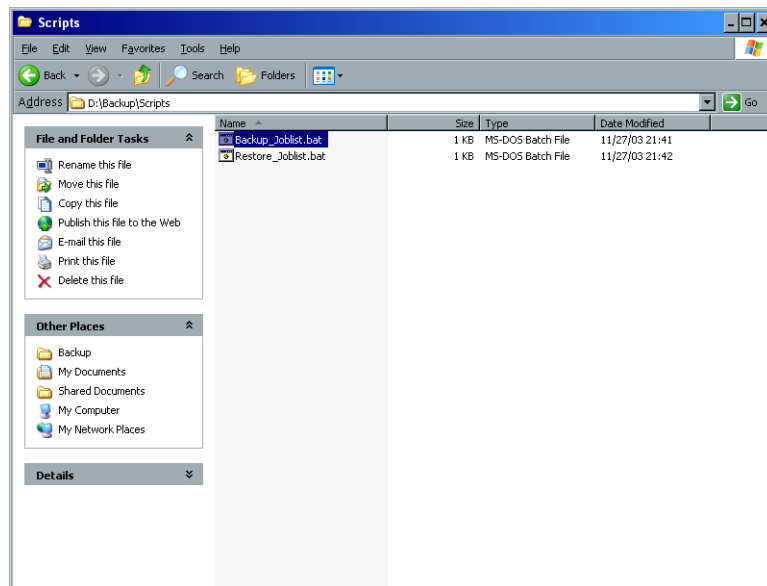 Scripts
File Edit View Favorites Tools Help
Back Search Folders
Address D:\Backup\Scripts Go
Name Size Type Date Modified
Backup_Joblist.bat 1 KB MS-DOS Batch File 11/27/03 21:41
Restore_Joblist.bat 1 KB MS-DOS Batch File 11/27/03 21:42
File and Folder Tasks
Rename this file
Move this file
Copy this file
Publish this file to the Web
E-mail this file
Print this file
Delete this file
Other Places
Backup
My Documents
Shared Documents
My Computer
My Network Places
Details